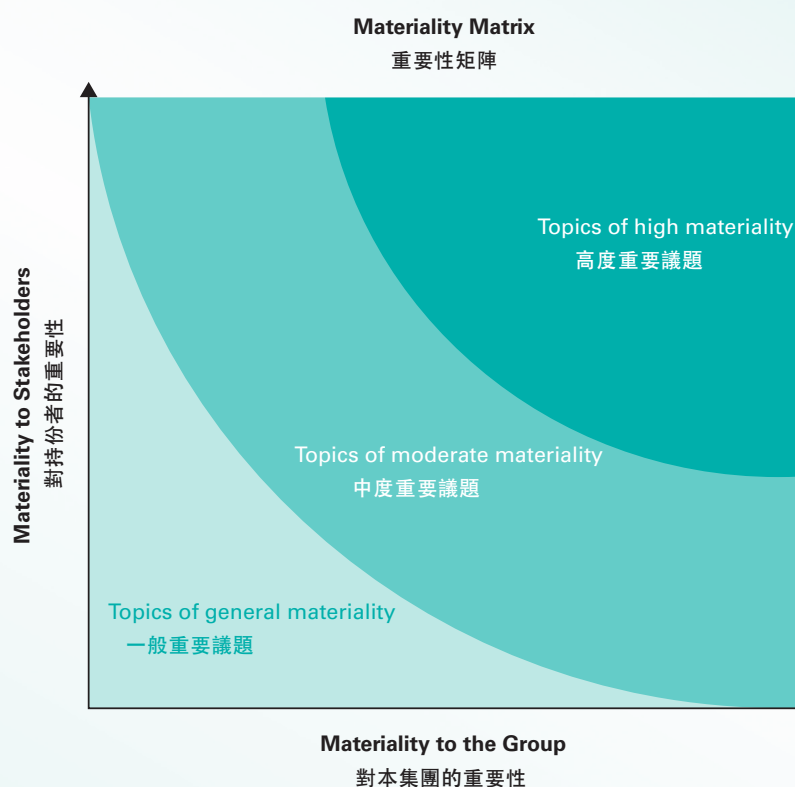 Materiality Matrix
重要性矩陣
Topics of high materiality
高度重要議題
Materiality to Stakeholders
對持份者的重要性
Topics of moderate materiality
中度重要議題
Topics of general materiality
一般重要議題
Materiality to the Group
對本集團的重要性